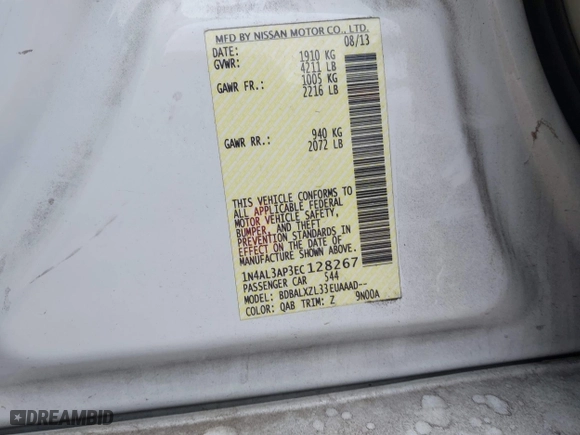 MFD BY NISSAN MOTOR CO., LTD.
DATE: 08/13
GVWR: 1910 KG
4211 LB
GAWR FR.: 1005 KG
2216 LB
GAWR RR.: 940 KG
2072 LB
THIS VEHICLE CONFORMS TO
ALL APPLICABLE FEDERAL
MOTOR VEHICLE SAFETY,
BUMPER, AND THEFT
PREVENTION STANDARDS IN
EFFECT ON THE DATE OF
MANUFACTURE SHOWN ABOVE.
1N4AL3AP3EC128267
PASSENGER CAR 544
MODEL: BDBALXZL33EUAAAD--
COLOR: QAB TRIM: Z 9N00A
DREAMBID